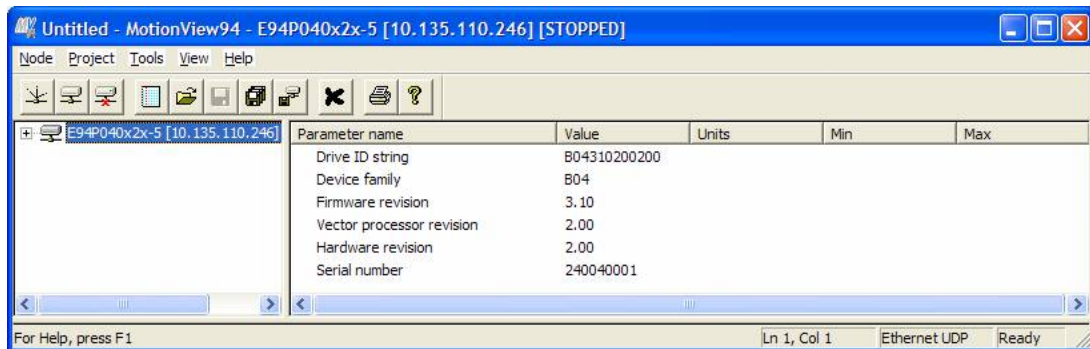 Untitled - MotionView94 - E94P040x2x-5 [10.135.110.246] [STOPPED]
Node Project Tools View Help
E94P040x2x-5 [10.135.110.246]
Parameter name Value Units Min Max
Drive ID string B04310200200
Device family B04
Firmware revision 3.10
Vector processor revision 2.00
Hardware revision 2.00
Serial number 240040001
For Help, press F1 Ln 1, Col 1 Ethernet UDP Ready